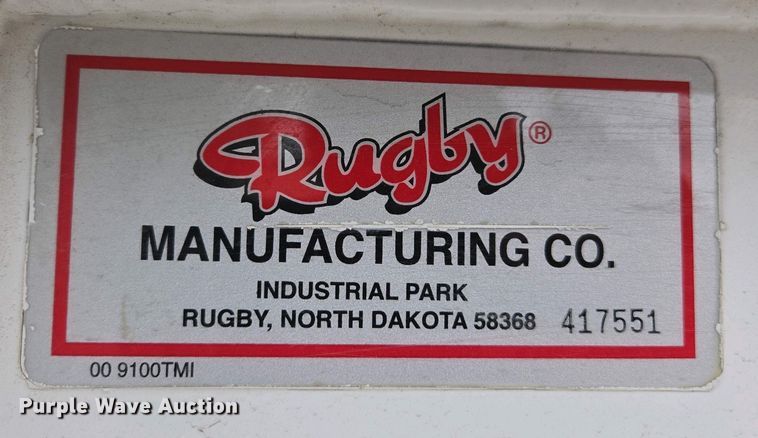 Rugby®
MANUFACTURING CO.
INDUSTRIAL PARK
RUGBY, NORTH DAKOTA 58368 417551
00 9100TMI
Purple Wave Auction